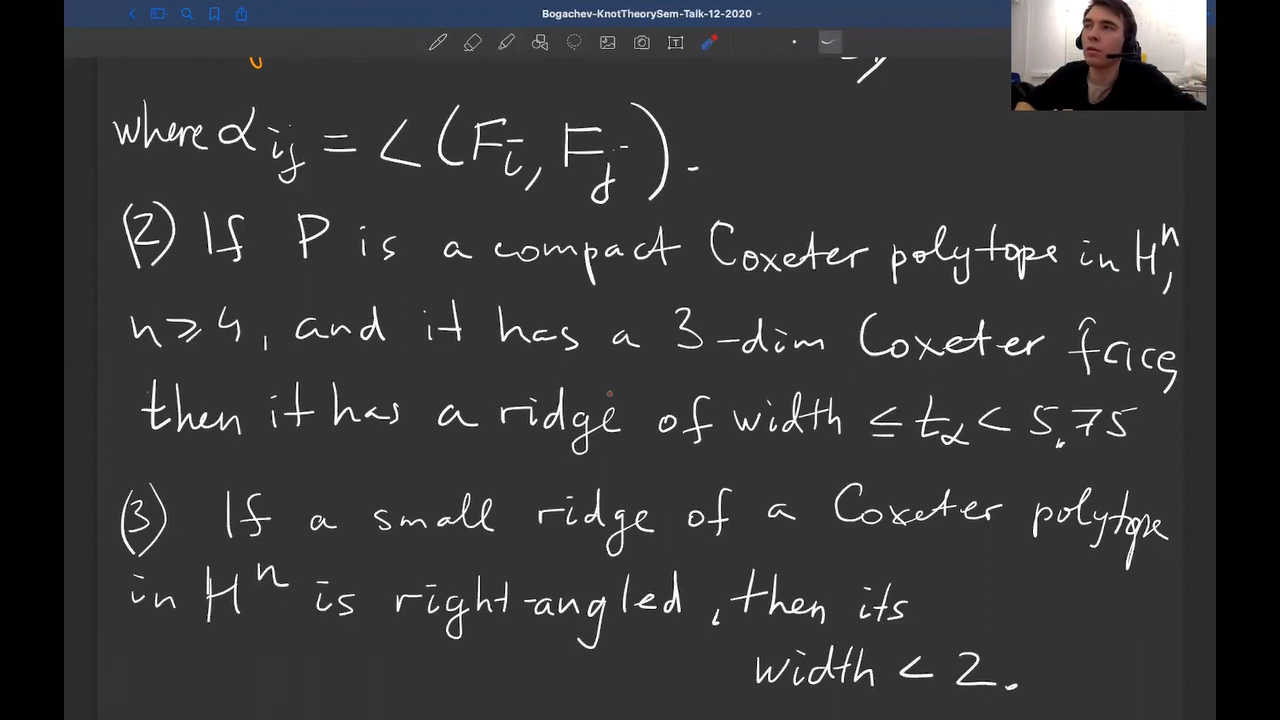 Bogachev-KnotTheorySem-Talk-12-2020
where α_ij = ∠(F_i, F_j).
(2) If P is a compact Coxeter polytope in H^n,
n ⩾ 4, and it has a 3-dim Coxeter face,
then it has a ridge of width ≤ t_α < 5.75
(3) If a small ridge of a Coxeter polytope
in H^n is right-angled, then its
width < 2.